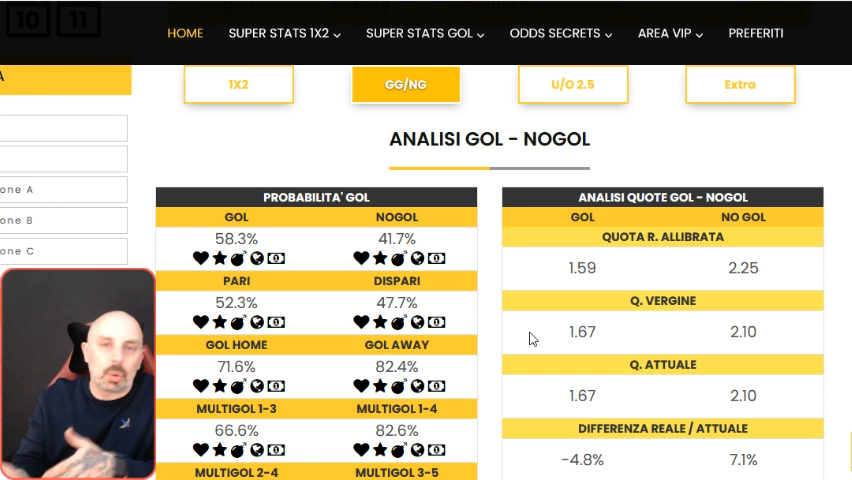 10 11
HOME SUPER STATS 1X2 SUPER STATS GOL ODDS SECRETS AREA VIP PREFERITI
A
1X2 GG/NG U/O 2.5 Extra
ANALISI GOL - NOGOL
one A
one B
one C
PROBABILITA' GOL
GOL NOGOL
58.3% 41.7%
PARI DISPARI
52.3% 47.7%
GOL HOME GOL AWAY
71.6% 82.4%
MULTIGOL 1-3 MULTIGOL 1-4
66.6% 82.6%
MULTIGOL 2-4 MULTIGOL 3-5
ANALISI QUOTE GOL - NOGOL
GOL NO GOL
QUOTA R. ALLIBRATA
1.59 2.25
Q. VERGINE
1.67 2.10
Q. ATTUALE
1.67 2.10
DIFFERENZA REALE / ATTUALE
-4.8% 7.1%